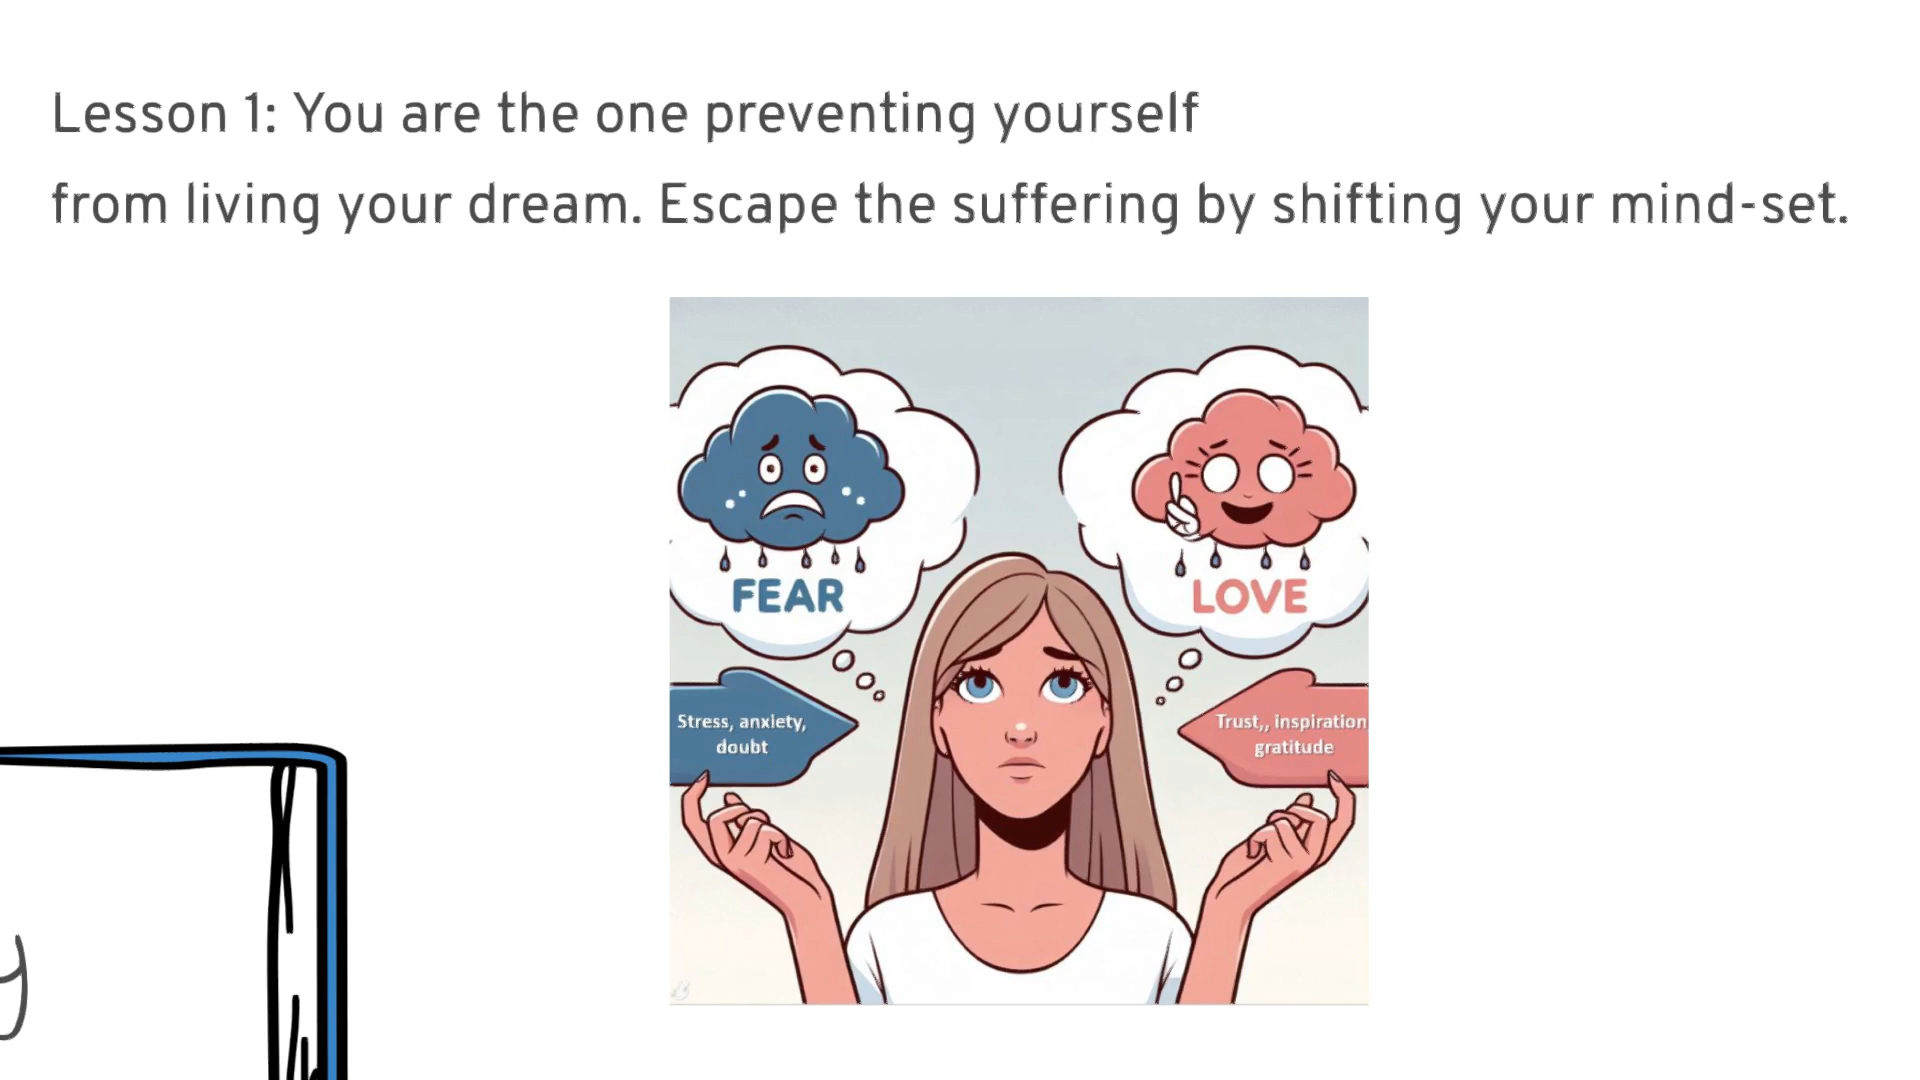 Lesson 1: You are the one preventing yourself
from living your dream. Escape the suffering by shifting your mind-set.
FEAR
LOVE
Stress, anxiety,
doubt
Trust,, inspiration
gratitude
y